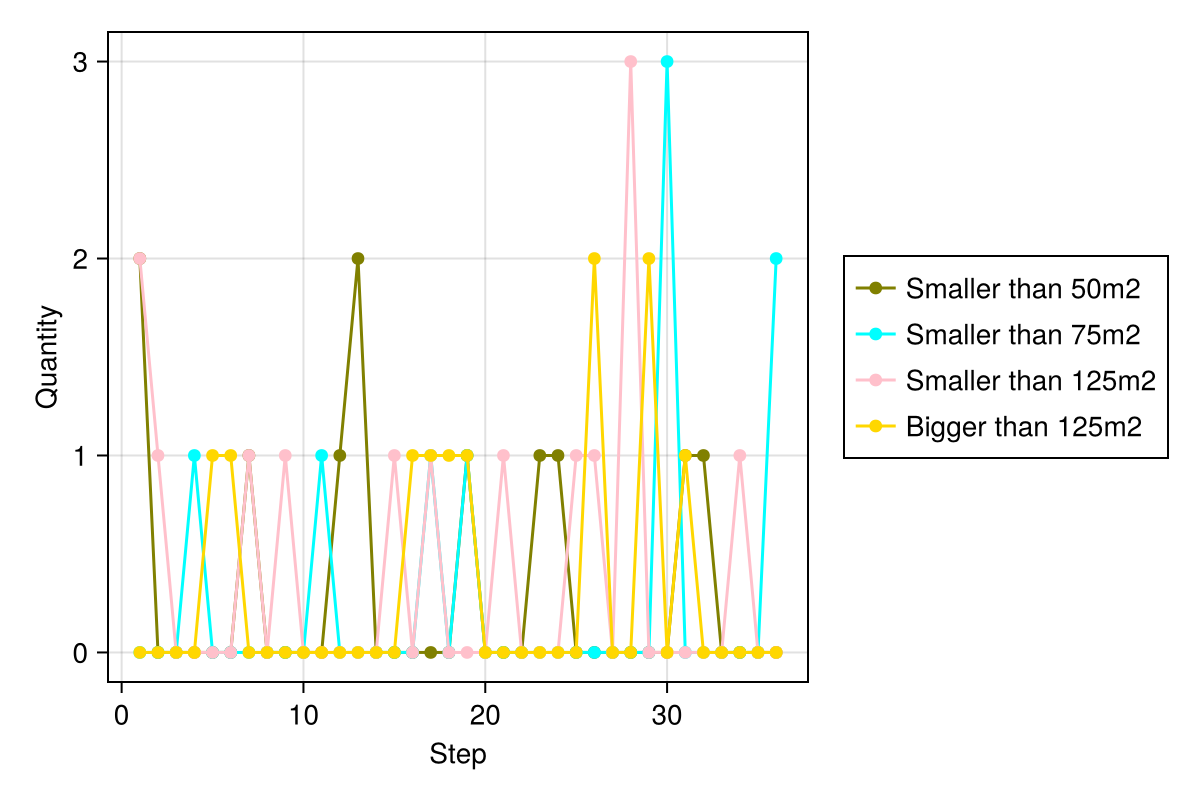 3
2
1
0
Quantity
0 10 20 30
Step
Smaller than 50m2
Smaller than 75m2
Smaller than 125m2
Bigger than 125m2